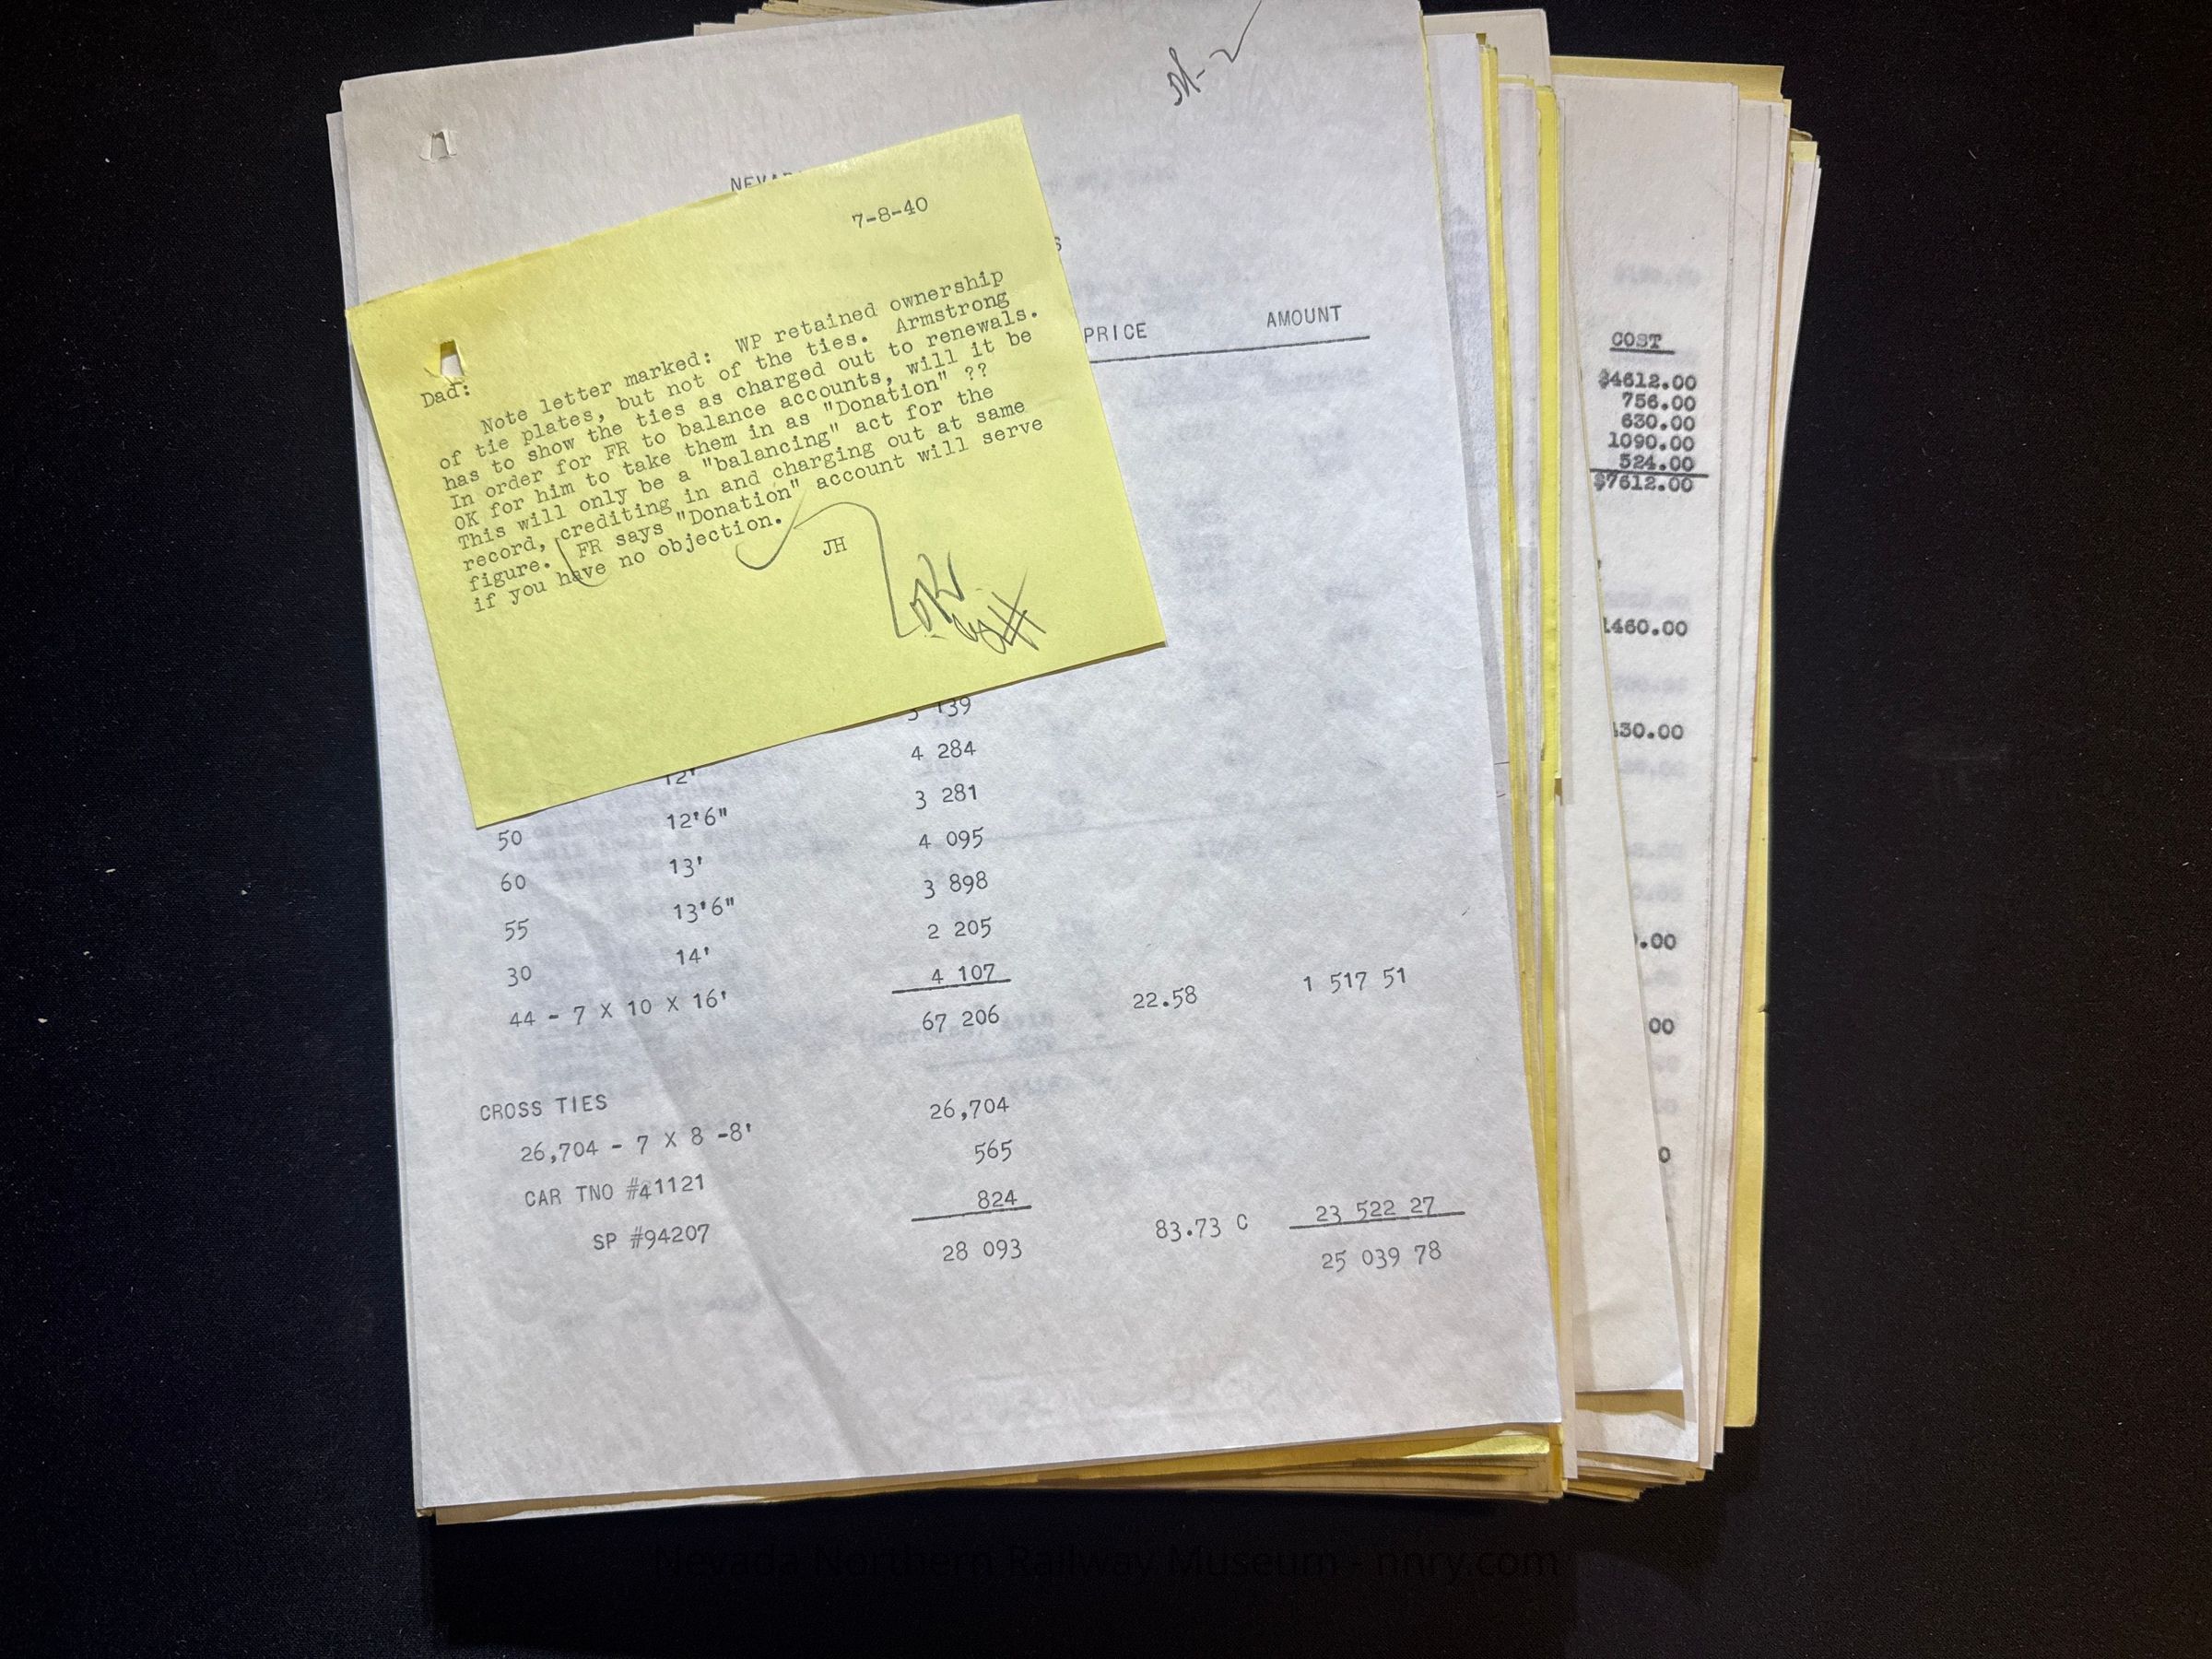 7-8-40
Dad:
Note letter marked: WP retained ownership
of tie plates, but not of the ties. Armstrong
has to show the ties as charged out to renewals.
In order for FR to balance accounts, will it be
OK for him to take them in as "Donation" ??
This will only be a "balancing" act for the
record, crediting in and charging out at same
figure. FR says "Donation" account will serve
if you have no objection.
JH
PRICE AMOUNT
3 139
4 284
12'
3 281
50 12'6"
4 095
60 13'
3 898
55 13'6"
2 205
30 14'
4 107
44 - 7 X 10 X 16'
67 206 22.58 1 517 51
CROSS TIES
26,704 - 7 X 8 -8' 26,704
CAR TNO #41121 565
SP #94207 824
28 093 83.73 C 23 522 27
25 039 78
COST
$4612.00
756.00
630.00
1090.00
524.00
$7612.00
1460.00
30.00
.00
00
0
Nevada Northern Railway Museum - nnry.com